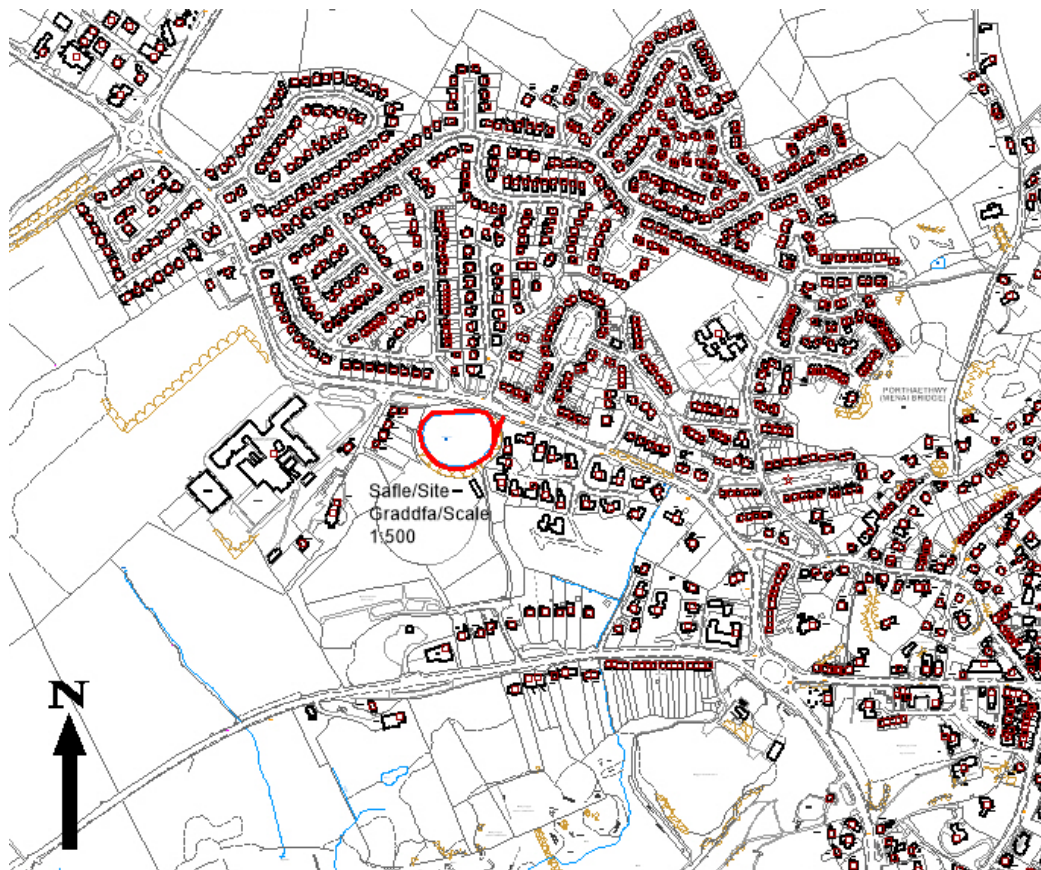 PORTHAETHWY
(MENAI BRIDGE)
Safle/Site
Graddfa/Scale
1:500
N